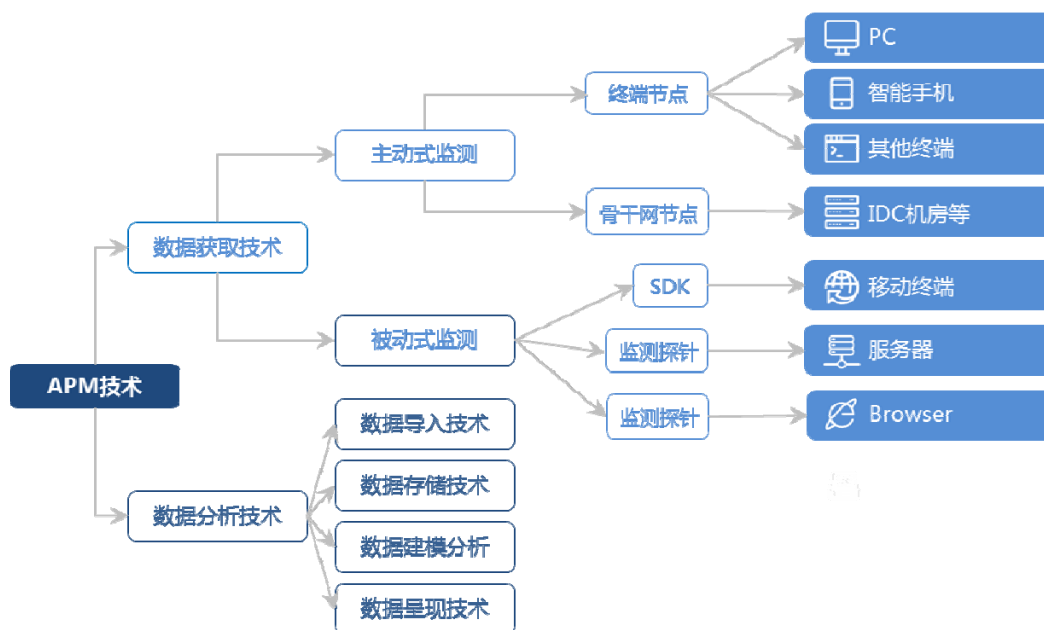 PC
终端节点
智能手机
主动式监测
其他终端
骨干网节点
IDC机房等
数据获取技术
SDK
移动终端
被动式监测
监测探针
服务器
APM技术
监测探针
Browser
数据导入技术
数据存储技术
数据分析技术
数据建模分析
数据呈现技术